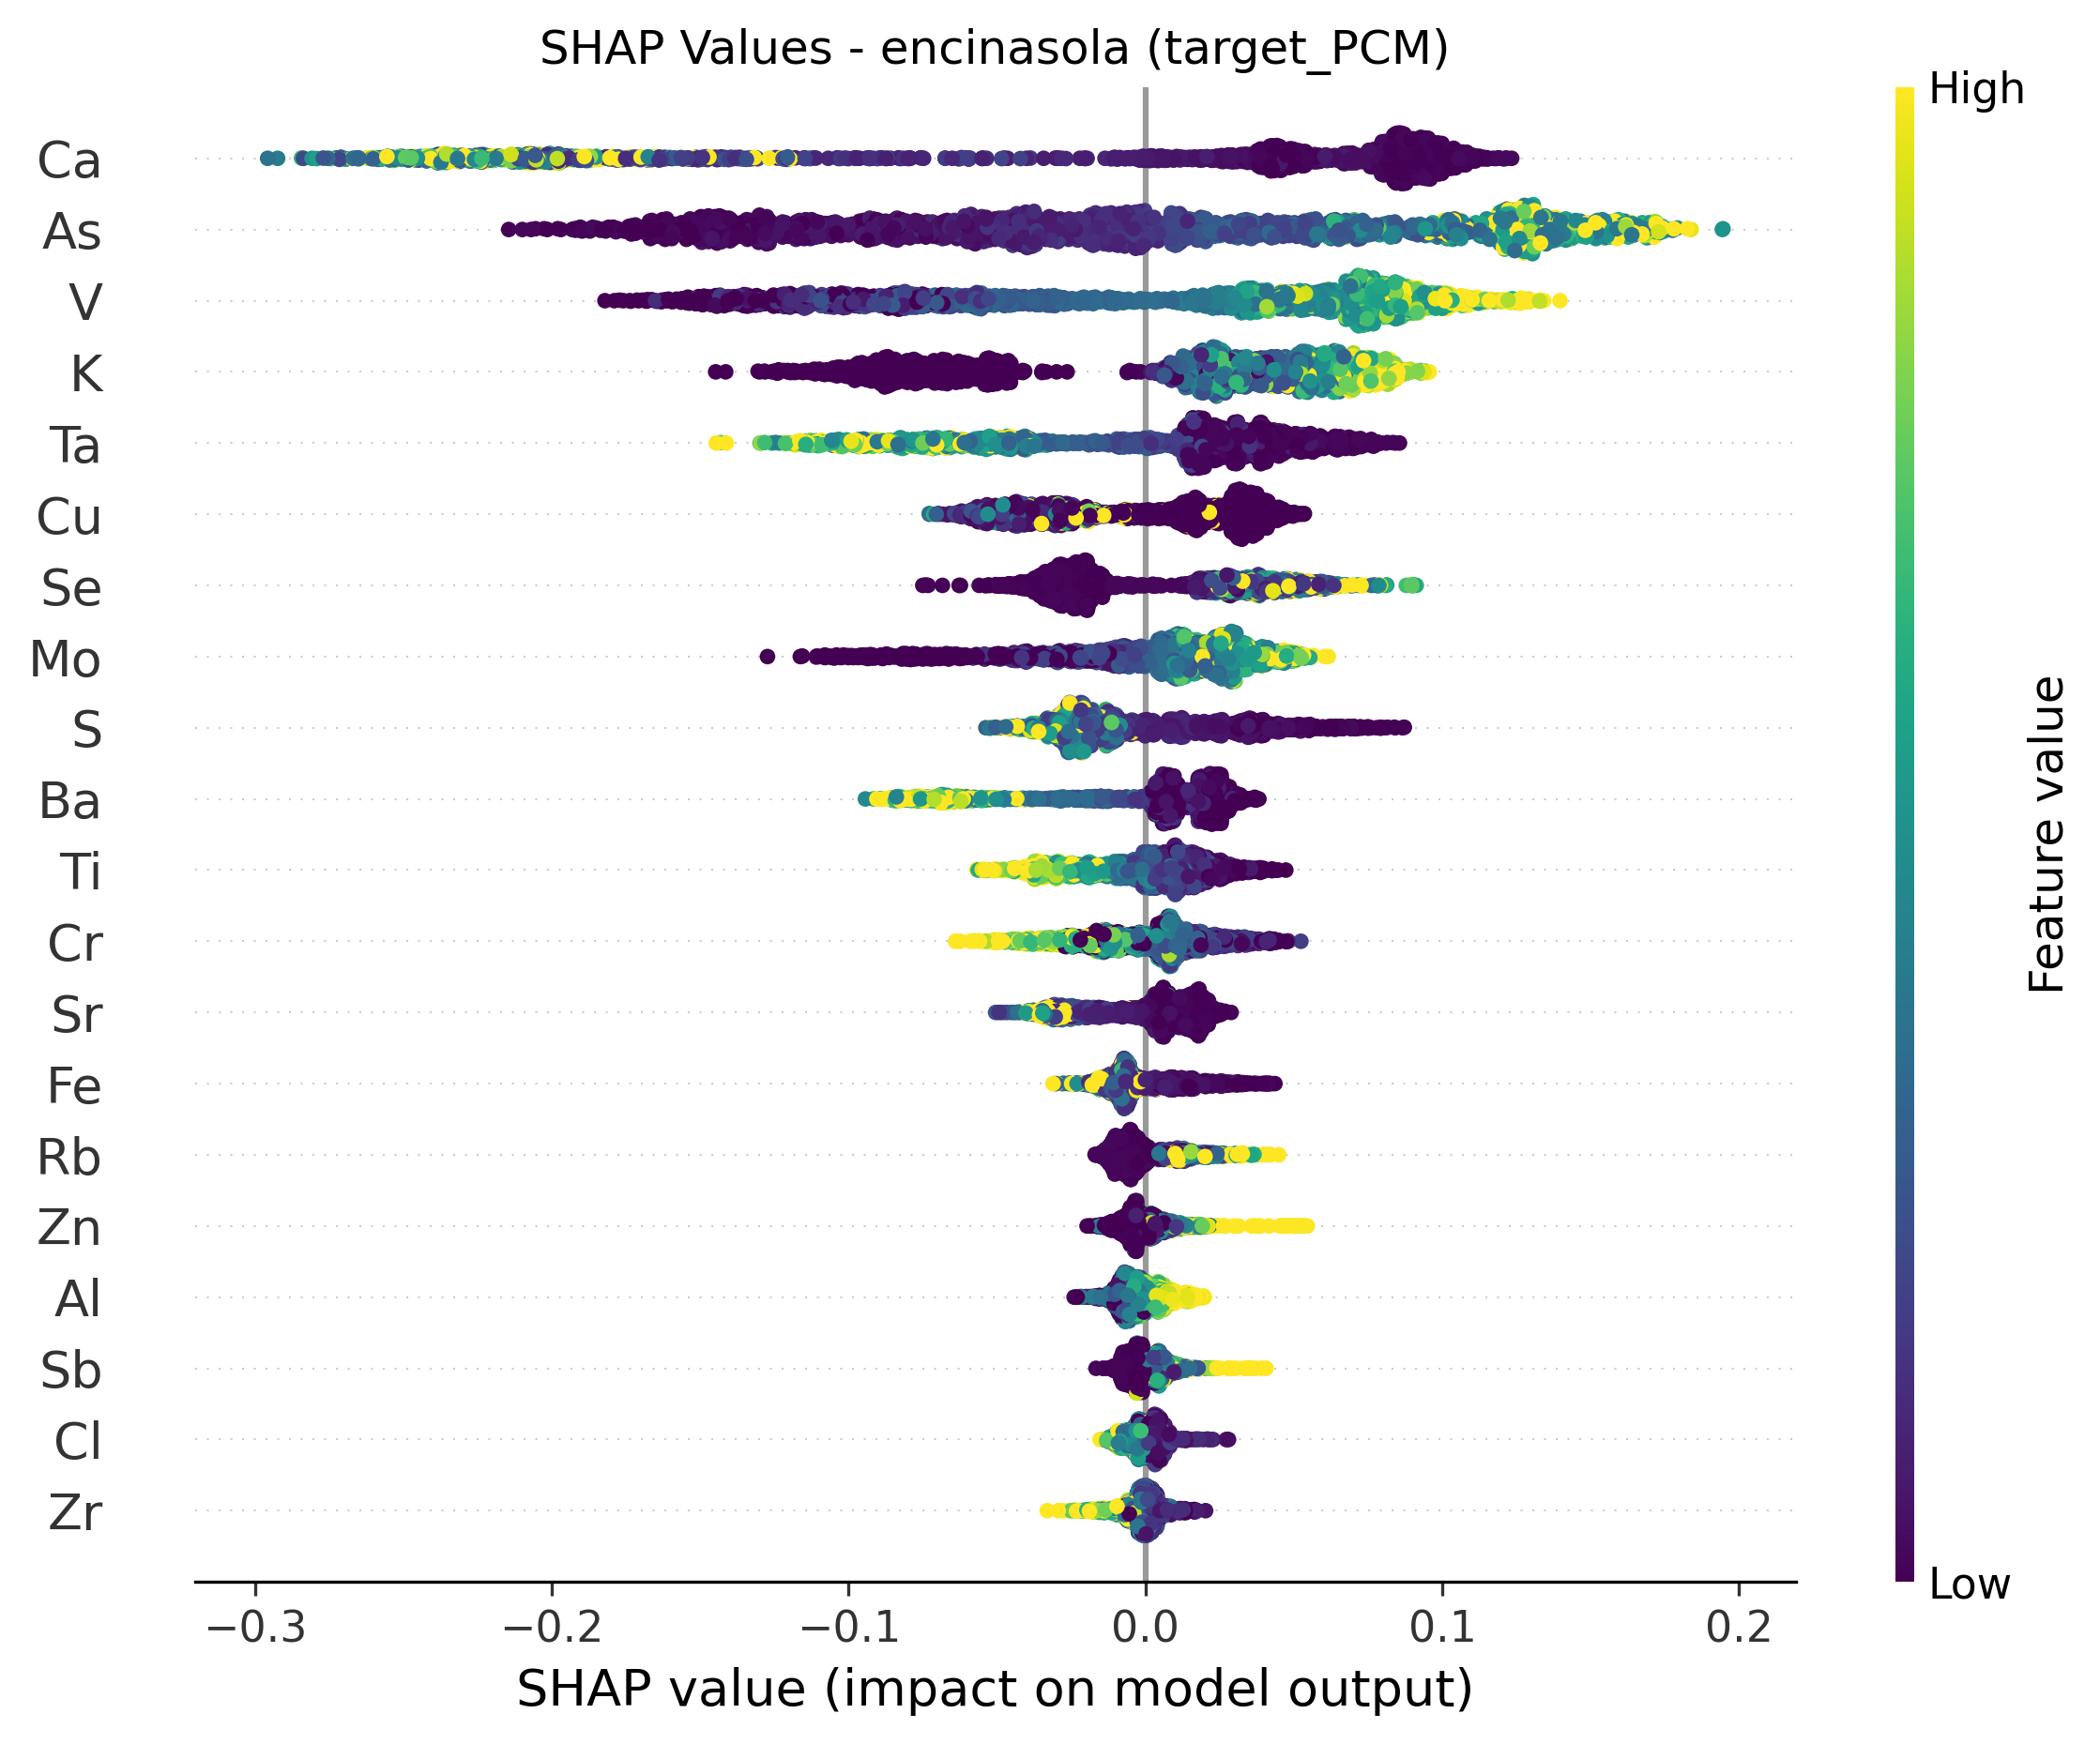 SHAP Values - encinasola (target_PCM)
High
Ca
As
V
K
Ta
Cu
Se
Mo
S
Ba
Ti
Cr
Sr
Fe
Rb
Zn
Al
Sb
Cl
Zr
Feature value
Low
−0.3 −0.2 −0.1 0.0 0.1 0.2
SHAP value (impact on model output)